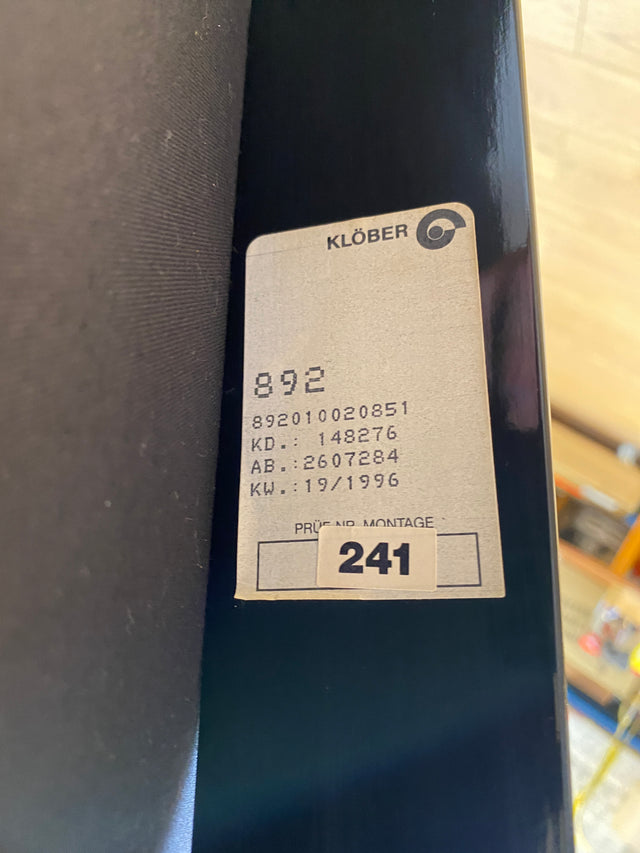 KLÖBER
892
892010020851
KD.: 148276
AB.:2607284
KW.:19/1996
PRÜF NR. MONTAGE
241